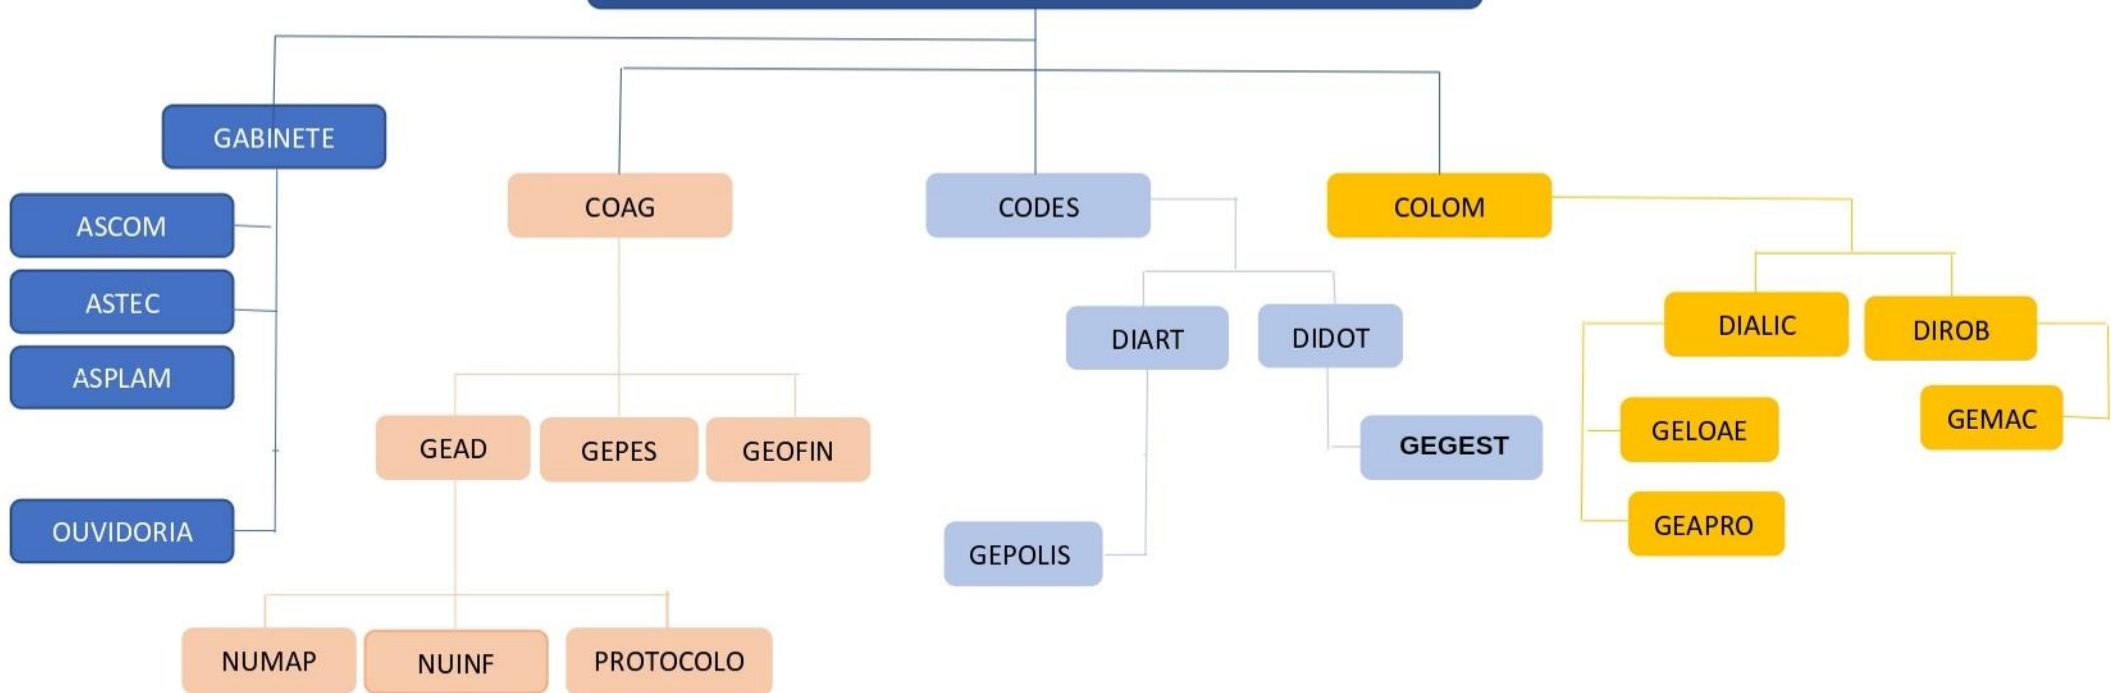 GABINETE
ASCOM
ASTEC
ASPLAM
OUVIDORIA
COAG
GEAD
GEPES
GEOFIN
NUMAP
NUINF
PROTOCOLO
CODES
DIART
DIDOT
GEGEST
GEPOLIS
COLOM
DIALIC
DIROB
GELOAE
GEMAC
GEAPRO